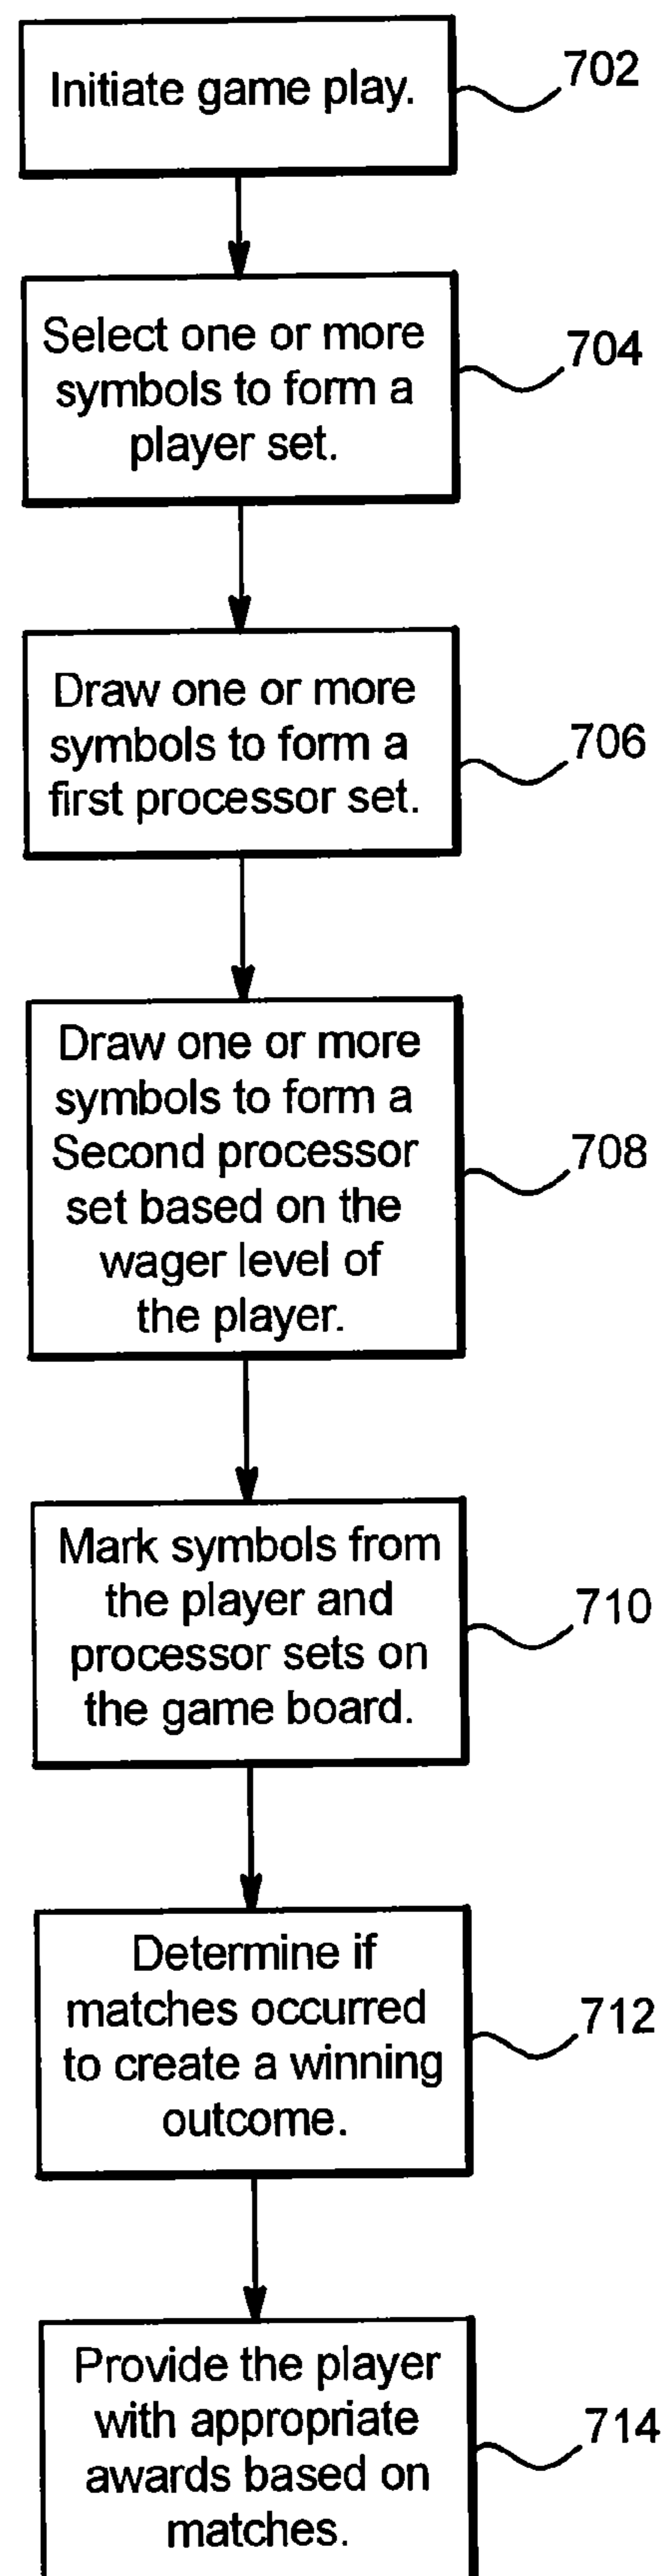 Initiate game play.
702
Select one or more
symbols to form a
player set.
704
Draw one or more
symbols to form a
first processor set.
706
Draw one or more
symbols to form a
Second processor
set based on the
wager level of
the player.
708
Mark symbols from
the player and
processor sets on
the game board.
710
Determine if
matches occurred
to create a winning
outcome.
712
Provide the player
with appropriate
awards based on
matches.
714